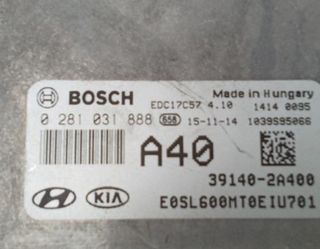 BOSCH
EDC17C57 4.10
Made in Hungary
1414 0095
0 281 031 888 658 15-11-14 1039S95066
A40
39140-2A400
KIA
E0SL600MT0EIU701